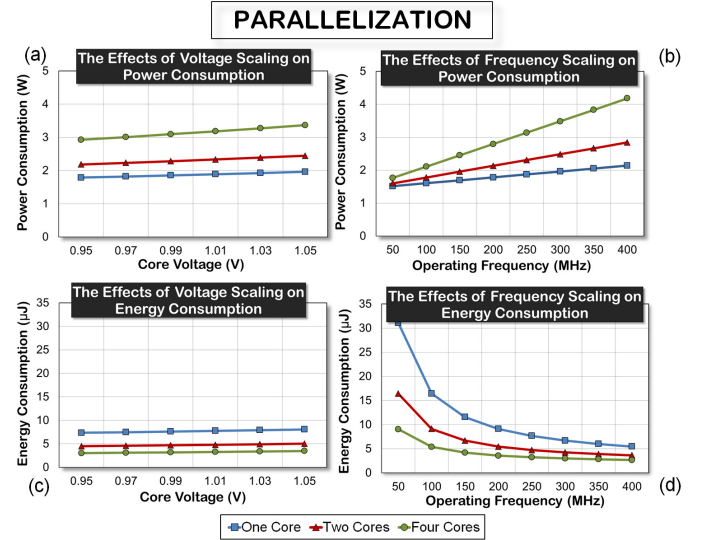 PARALLELIZATION
(a)
The Effects of Voltage Scaling on
Power Consumption
Power Consumption (W)
5
4
3
2
1
0
0.95 0.97 0.99 1.01 1.03 1.05
Core Voltage (V)
(b)
The Effects of Frequency Scaling on
Power Consumption
Power Consumption (W)
5
4
3
2
1
0
50 100 150 200 250 300 350 400
Operating Frequency (MHz)
The Effects of Voltage Scaling on
Energy Consumption
Energy Consumption (µJ)
35
30
25
20
15
10
5
0
0.95 0.97 0.99 1.01 1.03 1.05
Core Voltage (V)
(c)
The Effects of Frequency Scaling on
Energy Consumption
Energy Consumption (µJ)
35
30
25
20
15
10
5
0
50 100 150 200 250 300 350 400
Operating Frequency (MHz)
(d)
One Core Two Cores Four Cores